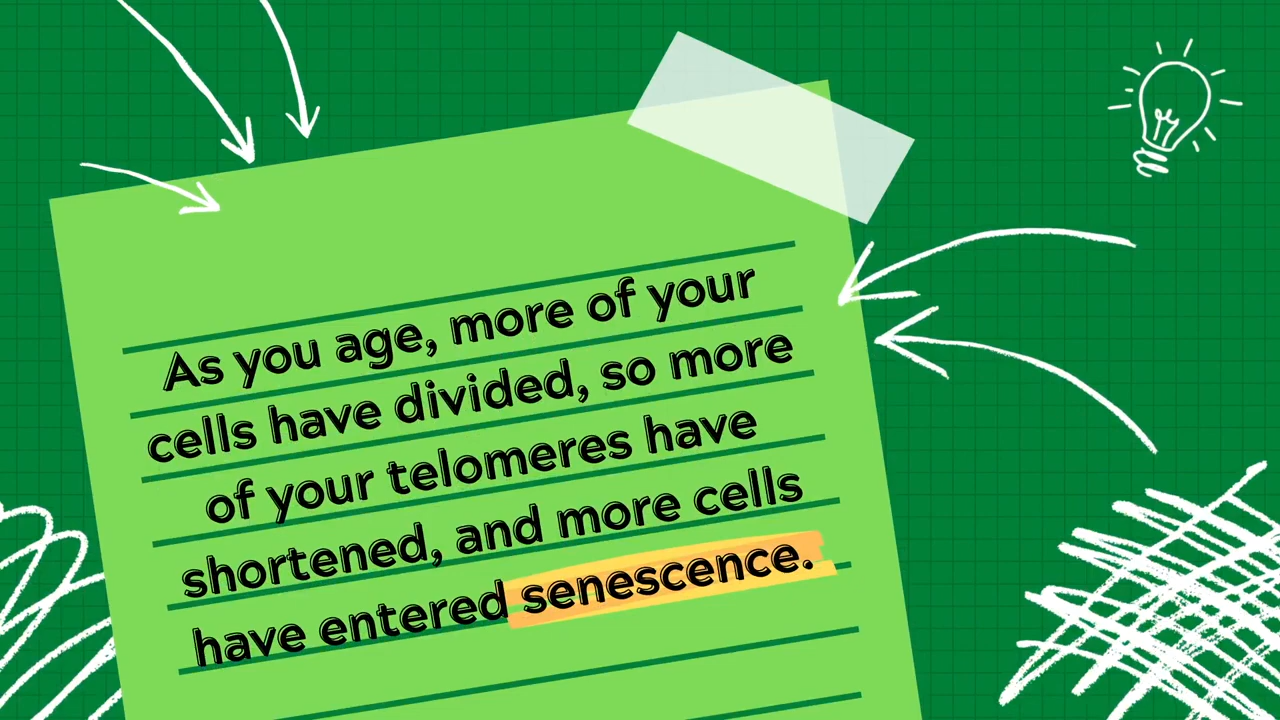 As you age, more of your
cells have divided, so more
of your telomeres have
shortened, and more cells
have entered senescence.